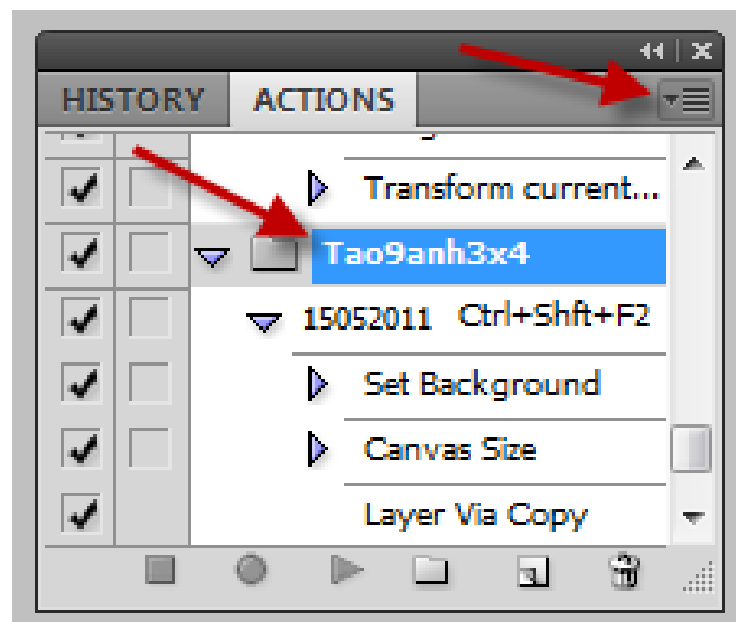 HISTORY ACTIONS
Transform current...
Tao9anh3x4
15052011 Ctrl+Shft+F2
Set Background
Canvas Size
Layer Via Copy